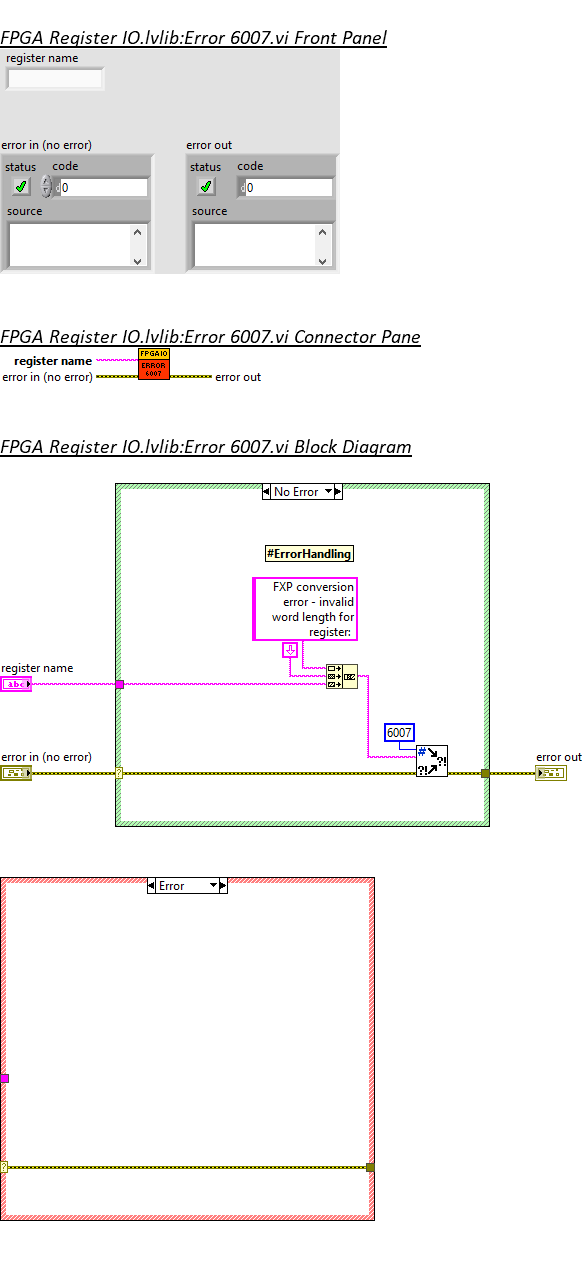 FPGA Register IO.lvlib:Error 6007.vi Front Panel
register name
error in (no error)
error out
status code
status code
0
0
source
source
FPGA Register IO.lvlib:Error 6007.vi Connector Pane
FPGA IO
register name
ERROR
6007
error in (no error)
error out
FPGA Register IO.lvlib:Error 6007.vi Block Diagram
No Error
#ErrorHandling
FXP conversion
error - invalid
word length for
register:
register name
abc
6007
error in (no error)
error out
#
?!
?!
?
Error
?